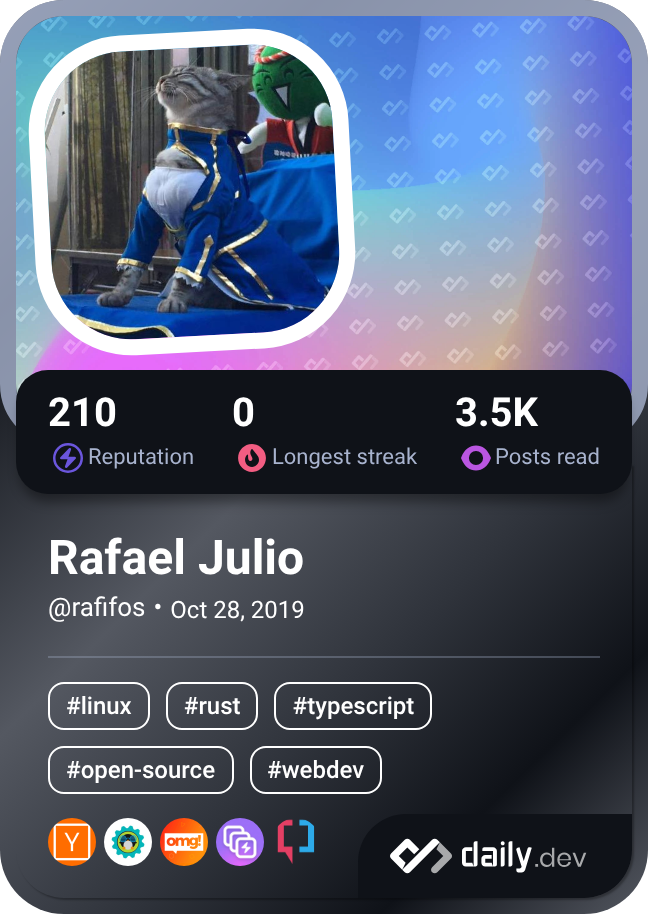 210 0 3.5K
Reputation Longest streak Posts read
Rafael Julio
@rafifos • Oct 28, 2019
#linux #rust #typescript
#open-source #webdev
Y omg! daily.dev